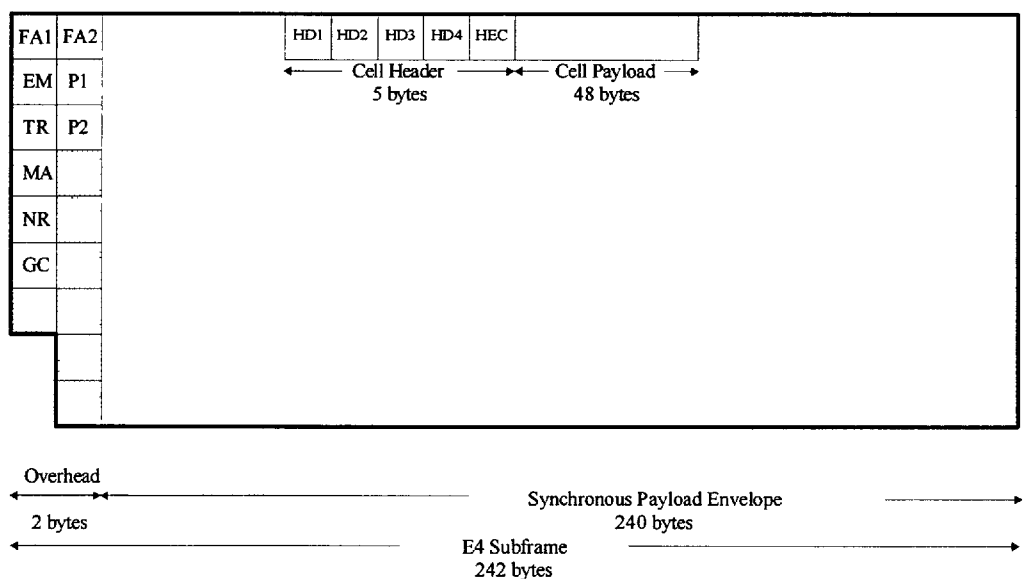 FA1 FA2 HD1 HD2 HD3 HD4 HEC
Cell Header Cell Payload
EM P1 5 bytes 48 bytes
TR P2
MA
NR
GC
Overhead
Synchronous Payload Envelope
2 bytes 240 bytes
E4 Subframe
242 bytes